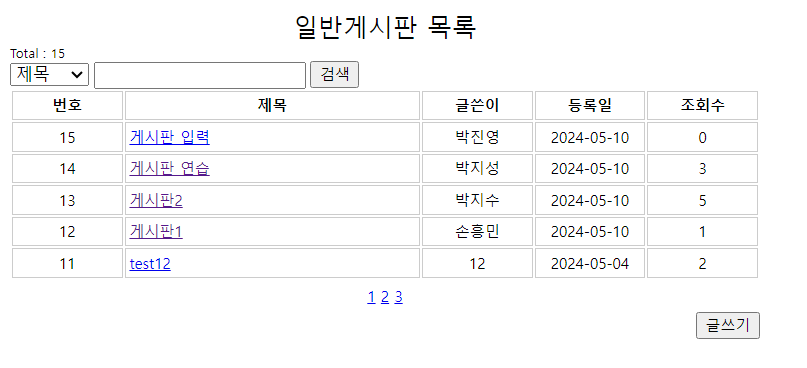 일반게시판 목록
Total : 15
제목 검색
번호 제목 글쓴이 등록일 조회수
15 게시판 입력 박진영 2024-05-10 0
14 게시판 연습 박지성 2024-05-10 3
13 게시판2 박지수 2024-05-10 5
12 게시판1 손흥민 2024-05-10 1
11 test12 12 2024-05-04 2
1 2 3
글쓰기